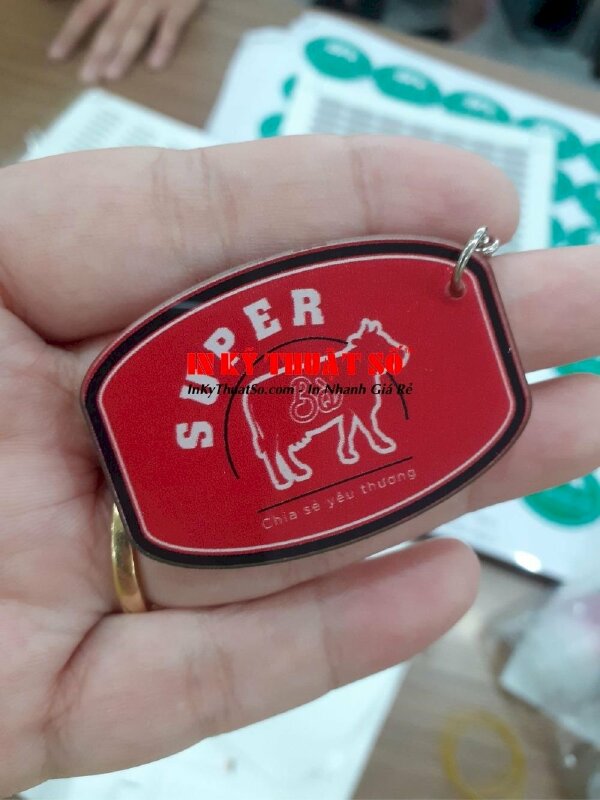 SUPER
IN KỸ THUẬT SỐ
InKyThuatSo.com - In Nhanh Giá Rẻ
Chia sẻ yêu thương